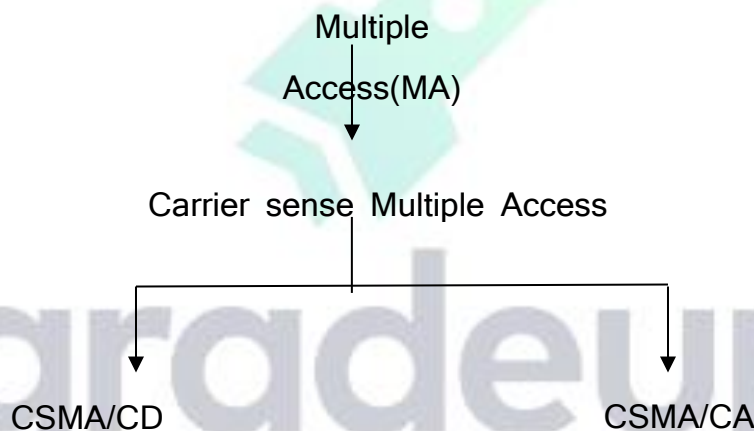 Multiple
Access(MA)
Carrier sense Multiple Access
CSMA/CD CSMA/CA